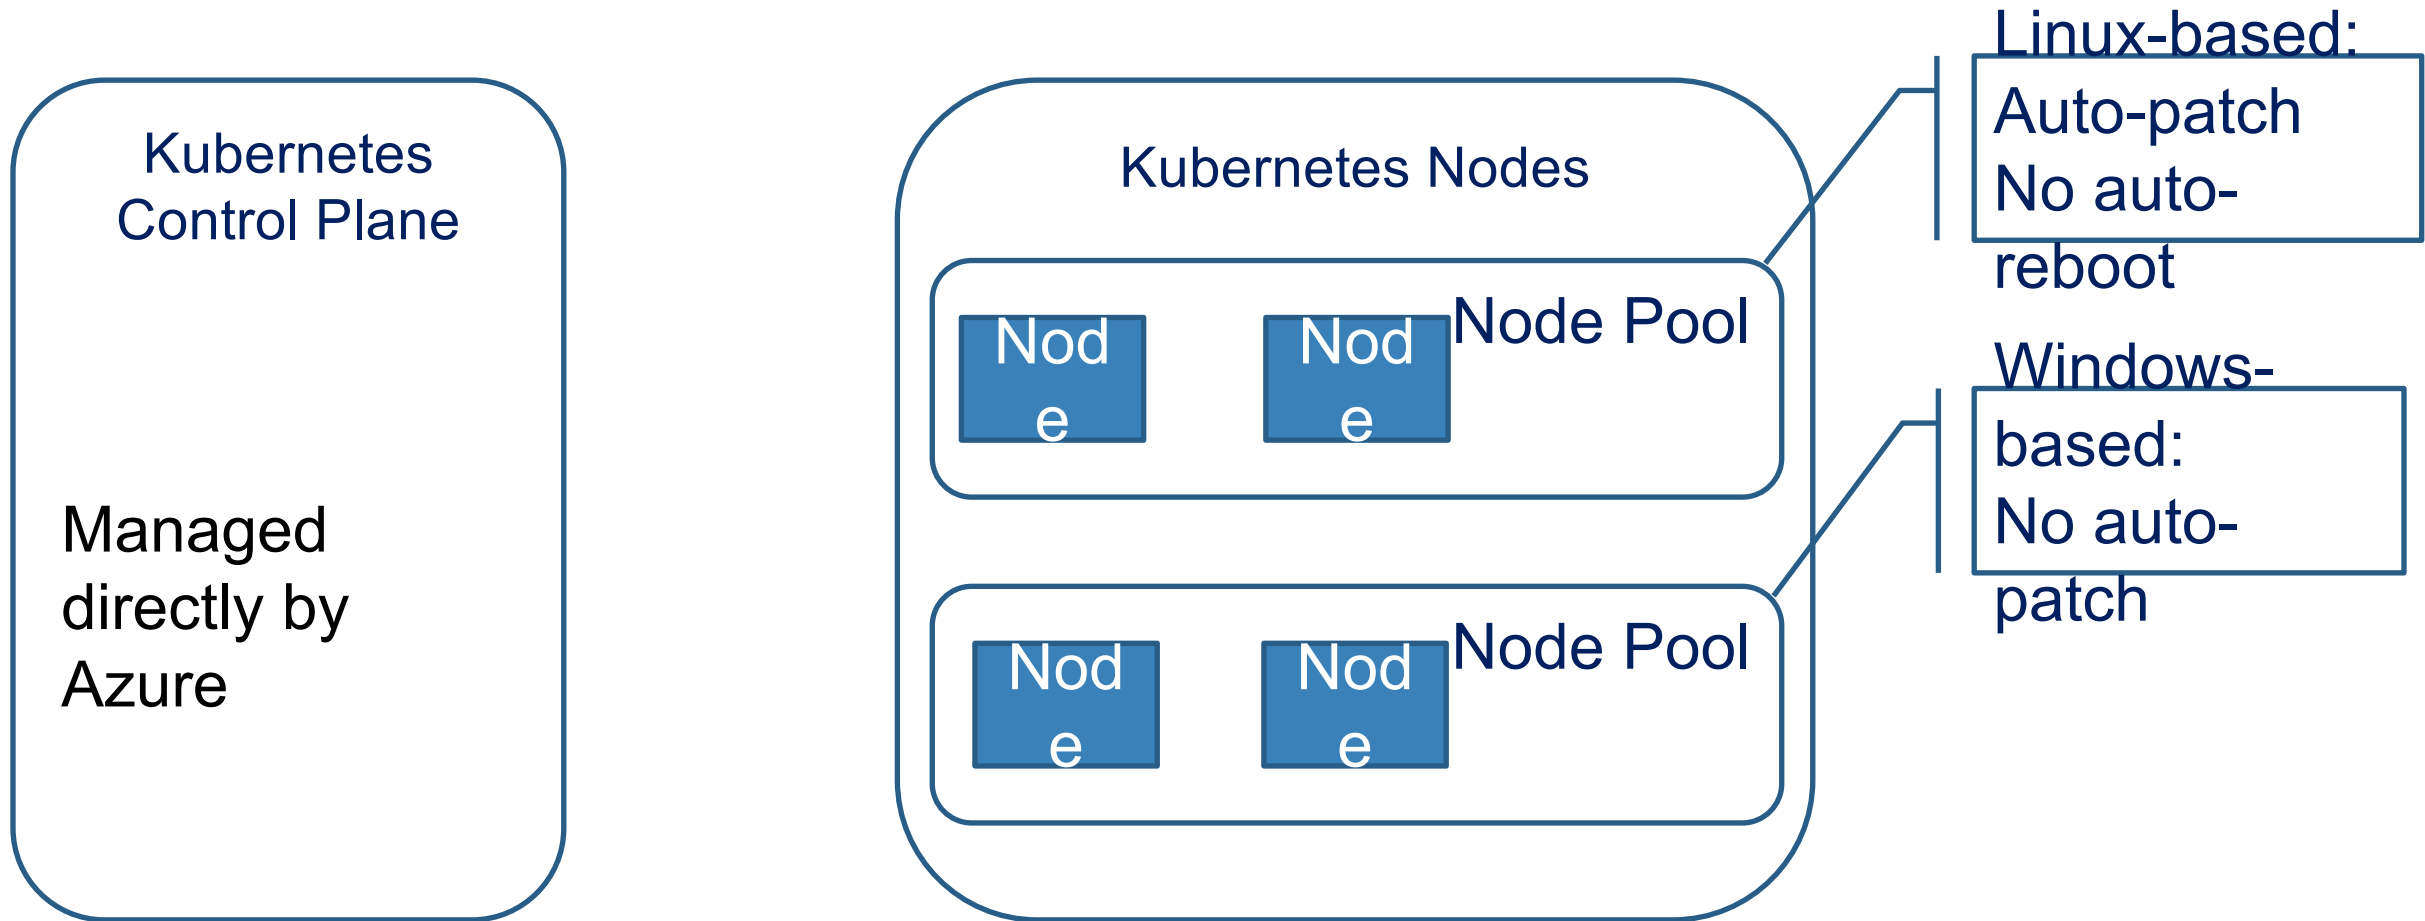 Kubernetes
Control Plane
Managed
directly by
Azure
Kubernetes Nodes
Nod
e
Nod
e
Node Pool
Nod
e
Nod
e
Node Pool
Linux-based:
Auto-patch
No auto-
reboot
Windows-
based:
No auto-
patch